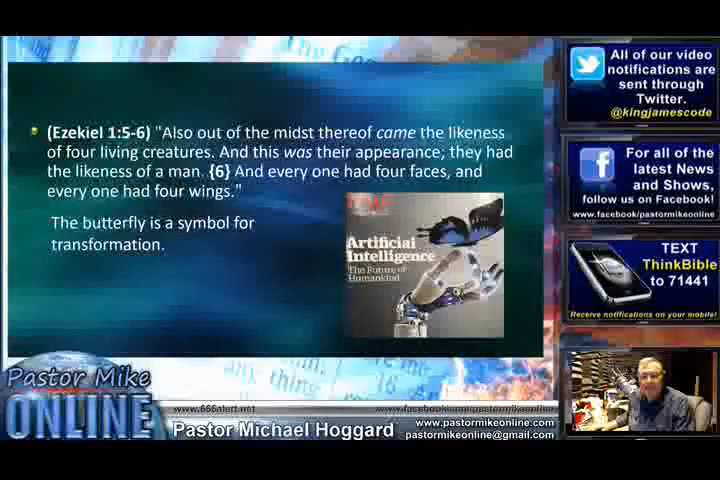 (Ezekiel 1:5-6) "Also out of the midst thereof came the likeness
of four living creatures. And this was their appearance; they had
the likeness of a man. {6} And every one had four faces, and
every one had four wings."
The butterfly is a symbol for
transformation.
Artificial
Intelligence
The Future of
Humankind
All of our video
notifications are
sent through
Twitter.
@kingjamescode
For all of the
latest News
and Shows,
follow us on Facebook!
www.facebook/pastormikeonline
TEXT
ThinkBible
to 71441
Receive notifications on your mobile!
Pastor Mike
ONLINE
www.666alert.net
www.facebook.com/pastormikeonline
Pastor Michael Hoggard
www.pastormikeonline.com
pastormikeonline@gmail.com